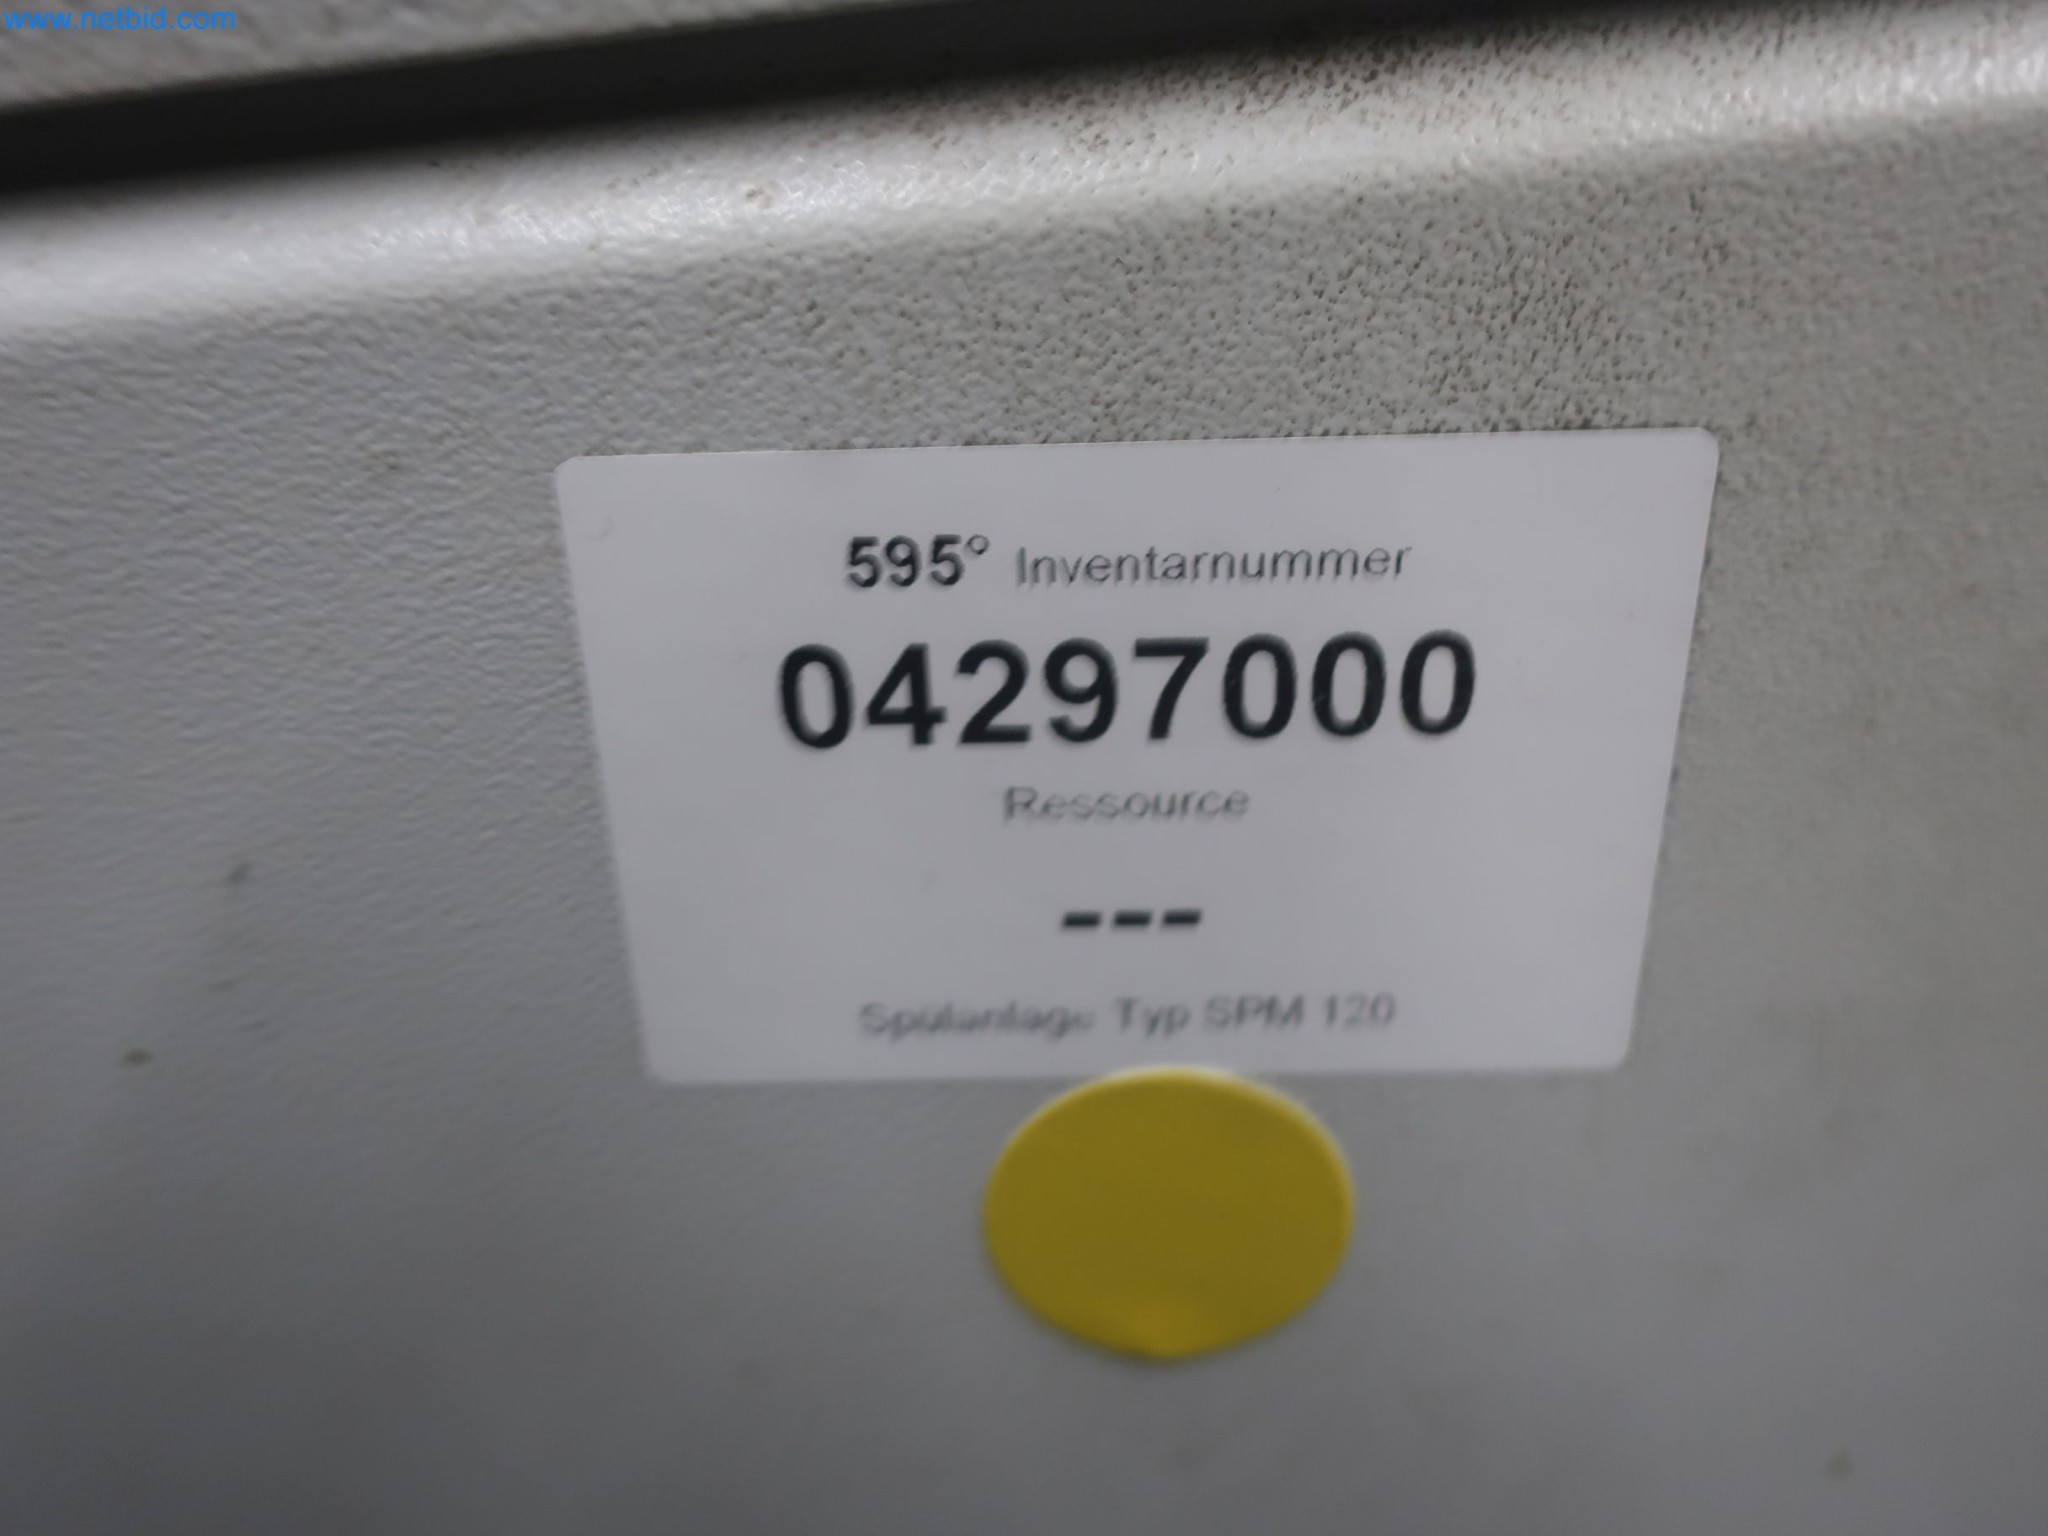 www.netbid.com
595° Inventarnummer
04297000
Ressource
---
Spülanlage Typ SPM 120